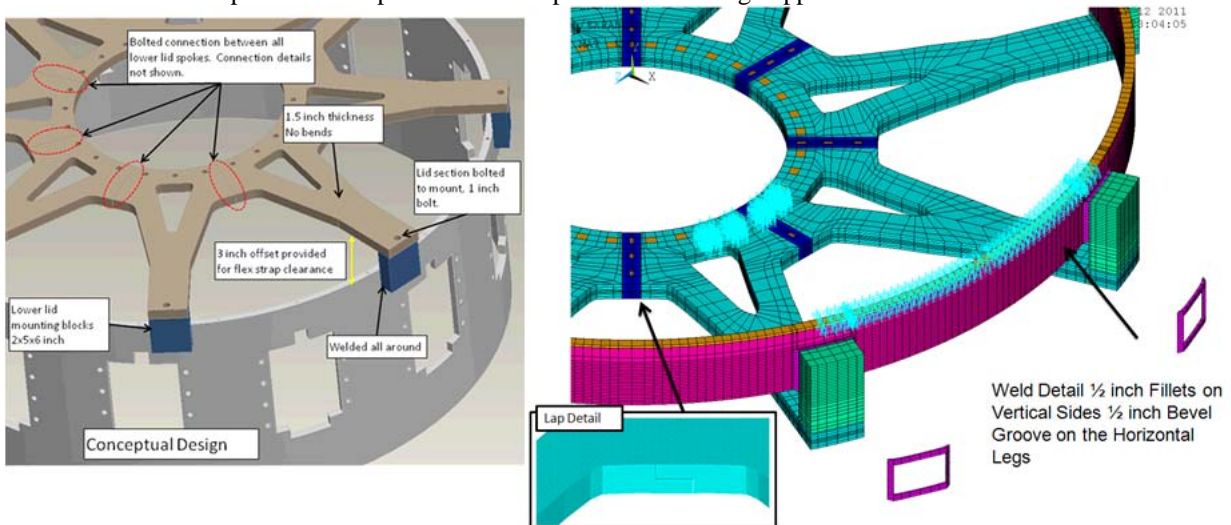 Bolted connection between all
lower lid spokes. Connection details
not shown.
1.5 inch thickness
No bends
Lid section bolted
to mount, 1 inch
bolt.
3 inch offset provided
for flex strap clearance
Lower lid
mounting blocks
2x5x6 inch
Welded all around
Conceptual Design
12 2011
:04:05
X
Lap Detail
Weld Detail ½ inch Fillets on
Vertical Sides ½ inch Bevel
Groove on the Horizontal
Legs